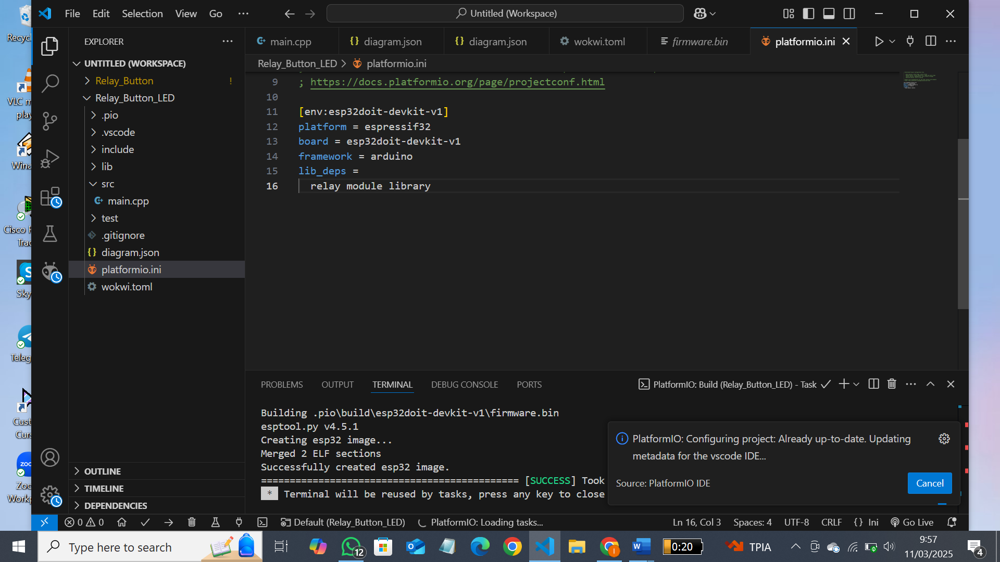 File Edit Selection View Go ··· Untitled (Workspace)
EXPLORER ···
main.cpp diagram.json diagram.json wokwi.toml firmware.bin platformio.ini
Relay_Button_LED > platformio.ini
UNTITLED (WORKSPACE)
Relay_Button !
Relay_Button_LED
.pio
.vscode
include
lib
src
main.cpp
test
.gitignore
diagram.json
platformio.ini
wokwi.toml
OUTLINE
TIMELINE
DEPENDENCIES
9 ; https://docs.platformio.org/page/projectconf.html
10
11 [env:esp32doit-devkit-v1]
12 platform = espressif32
13 board = esp32doit-devkit-v1
14 framework = arduino
15 lib_deps =
16 relay module library
PROBLEMS OUTPUT TERMINAL DEBUG CONSOLE PORTS
PlatformIO: Build (Relay_Button_LED) - Task
Building .pio\build\esp32doit-devkit-v1\firmware.bin
esptool.py v4.5.1
Creating esp32 image...
Merged 2 ELF sections
Successfully created esp32 image.
=========================================== [SUCCESS] Took
* Terminal will be reused by tasks, press any key to close
PlatformIO: Configuring project: Already up-to-date. Updating
metadata for the vscode IDE...
Source: PlatformIO IDE
Cancel
0 0 Default (Relay_Button_LED) PlatformIO: Loading tasks...
Ln 16, Col 3 Spaces: 4 UTF-8 CRLF {} Ini Go Live
Recycl
VLC m
play
Wina
Cisco P
Trac
Sky
Teleg
Cust
Curs
zoc
Zoo
Workp
Type here to search
12
0:20
TPIA
9:57
11/03/2025
4